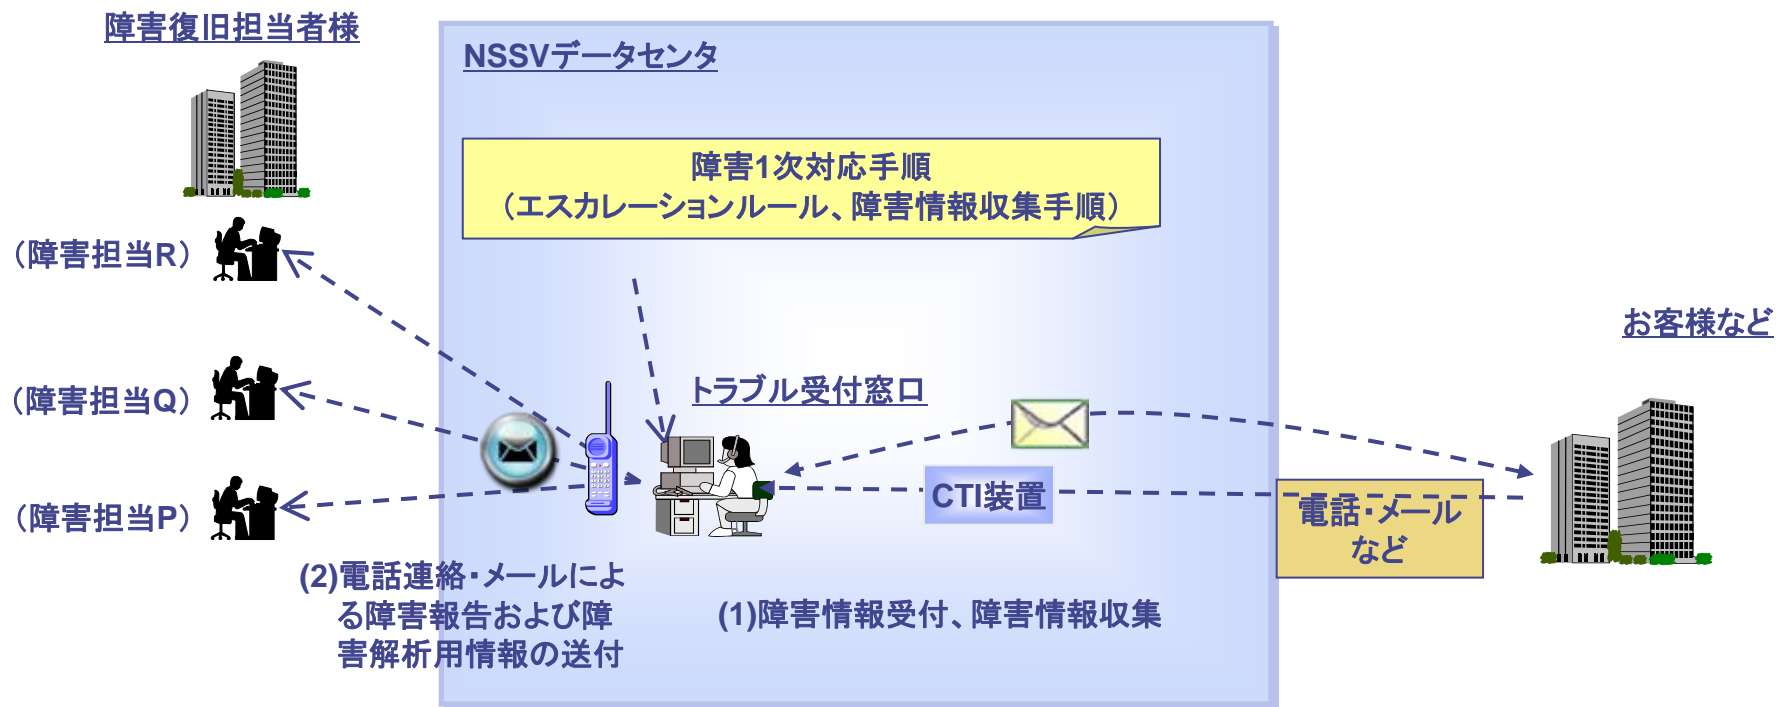 障害復旧担当者様
NSSVデータセンタ
障害1次対応手順
（エスカレーションルール、障害情報収集手順）
（障害担当R）
お客様など
トラブル受付窓口
（障害担当Q）
CTI装置
電話・メール
など
（障害担当P）
(2)電話連絡・メールによ
る障害報告および障
害解析用情報の送付
(1)障害情報受付、障害情報収集